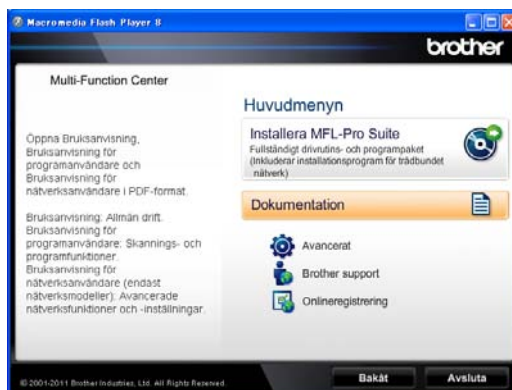 Macromedia Flash Player 8
brother
Multi-Function Center
Öppna Bruksanvisning,
Bruksanvisning för
programanvändare och
Bruksanvisning för
nätverksanvändare i PDF-format.
Bruksanvisning: Allmän drift.
Bruksanvisning för
programanvändare: Skannings- och
programfunktioner.
Bruksanvisning för
nätverksanvändare (endast
nätverksmodeller): Avancerade
nätverksfunktioner och -inställningar.
Huvudmenyn
Installera MFL-Pro Suite
Fullständigt drivrutins- och programpaket
(Inkluderar installationsprogram för trådbundet
nätverk)
Dokumentation
Avancerat
Brother support
Onlineregistrering
© 2001-2011 Brother Industries, Ltd. All Rights Reserved.
Bakåt
Avsluta